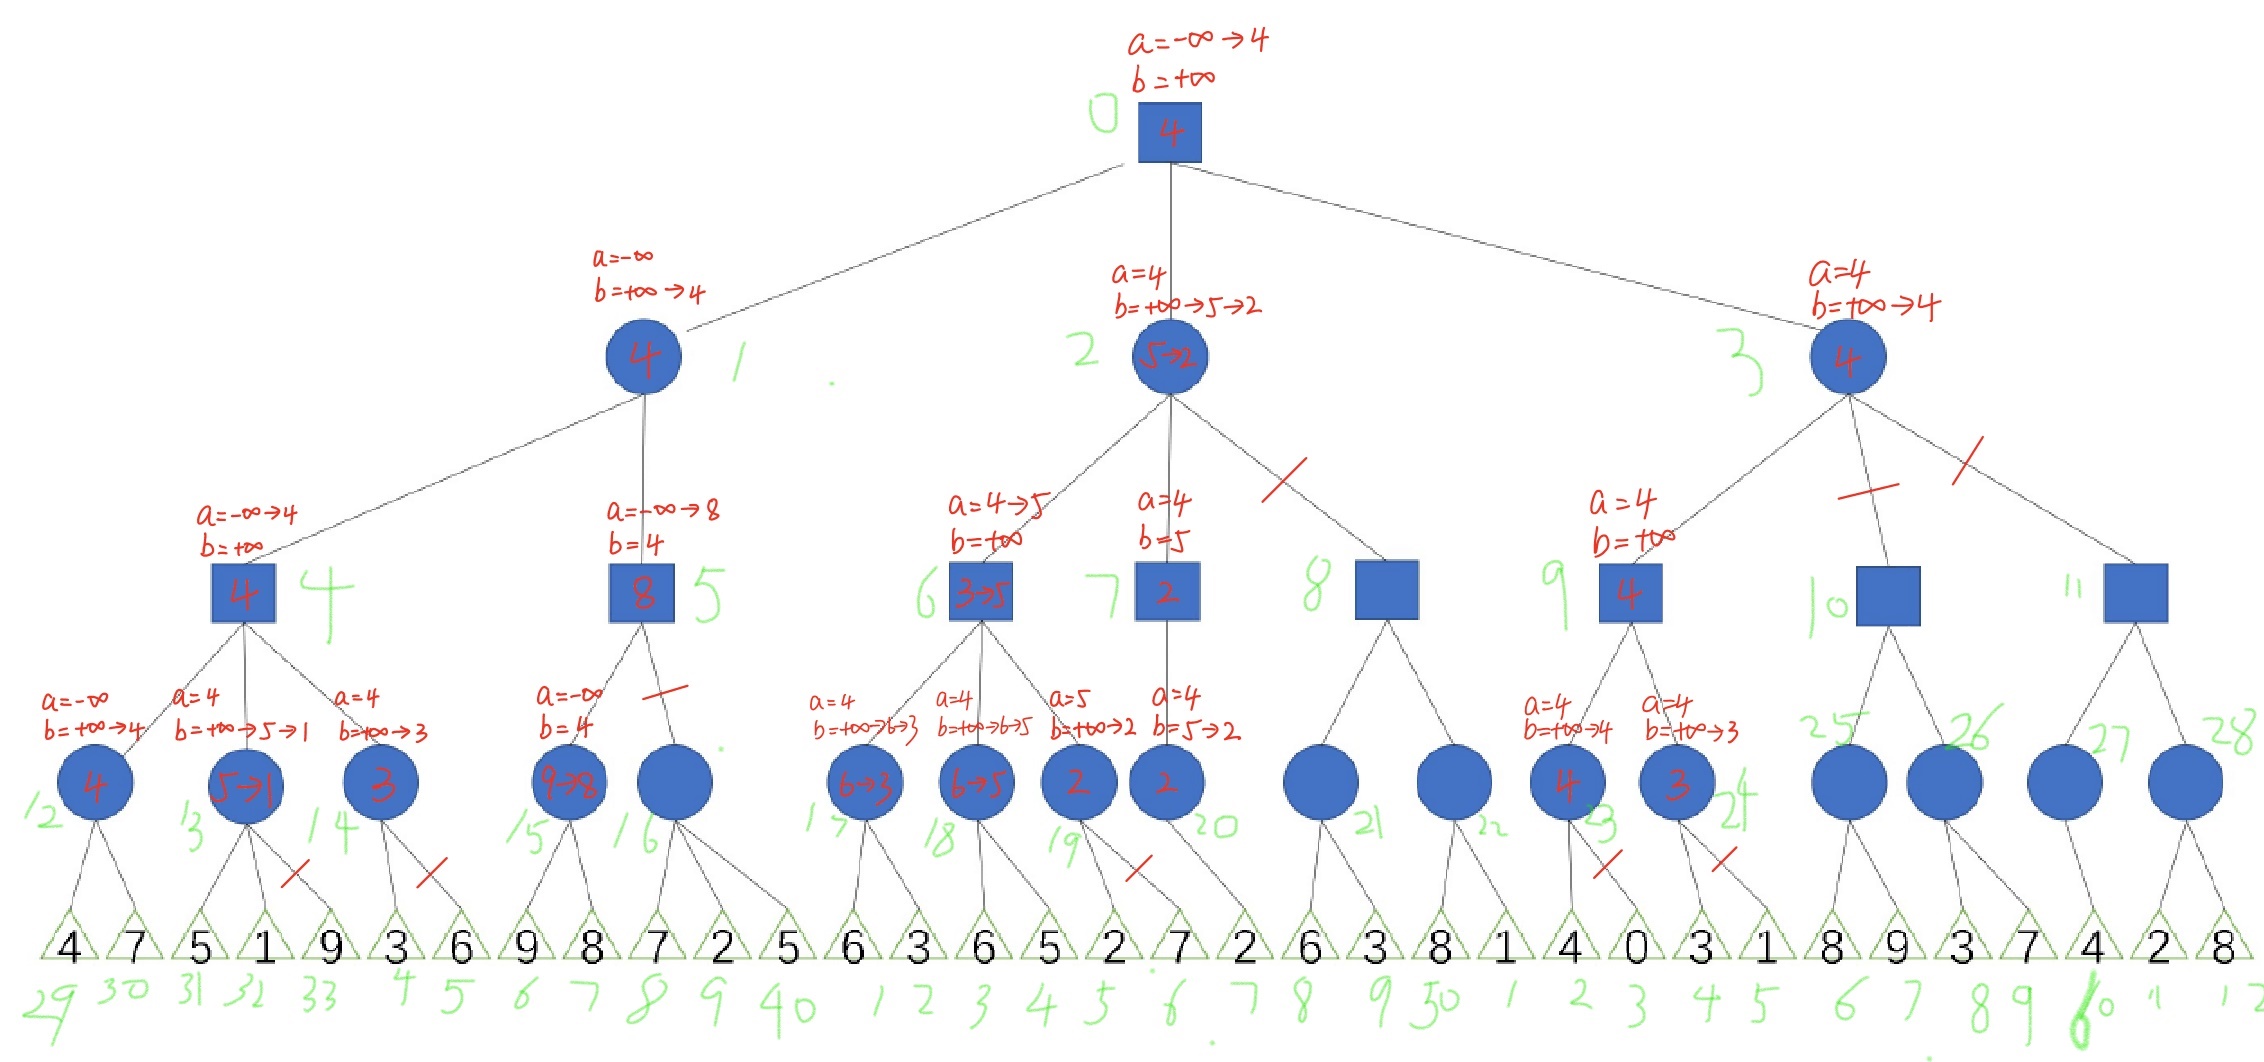 a=-∞→4
b=+∞
0
4
a=-∞
b=+∞→4
a=4
b=+∞→5→2
a=4
b=+∞→4
4 1 2 5→2 3 4
a=-∞→4
b=+∞
a=-∞→8
b=4
a=4→5
b=+∞
a=4
b=5
a=4
b=+∞
4 4 8 5 6 3→5 7 2 8 9 4 10 11
a=-∞
b=+∞→4
a=4
b=+∞→5→1
a=4
b=+∞→3
a=-∞
b=4
a=4
b=+∞→6→3
a=4
b=+∞→6→5
a=5
b=+∞→2
a=4
b=5→2
a=4
b=+∞→4
a=4
b=+∞→3
25 26 27 28
4 5→1 3 9→8 6→3 6→5 2 2 4 3
12 13 14 15 16 17 18 19 20 21 22 23 24
4 7 5 1 9 3 6 9 8 7 2 5 6 3 6 5 2 7 2 6 3 8 1 4 0 3 1 8 9 3 7 4 2 8
29 30 31 32 33 4 5 6 7 8 9 40 1 2 3 4 5 6 7 8 9 50 1 2 3 4 5 6 7 8 9 60 11 12